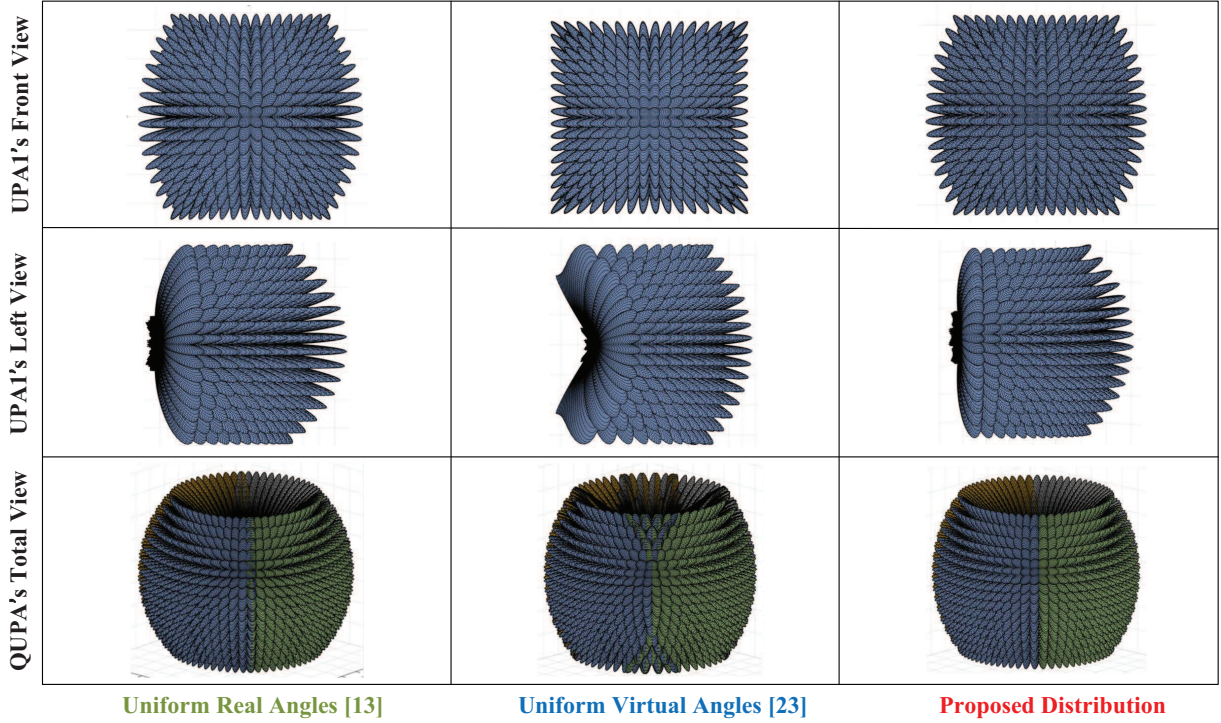 UPA1's Front View
UPA1's Left View
QUPA's Total View
Uniform Real Angles [13]
Uniform Virtual Angles [23]
Proposed Distribution